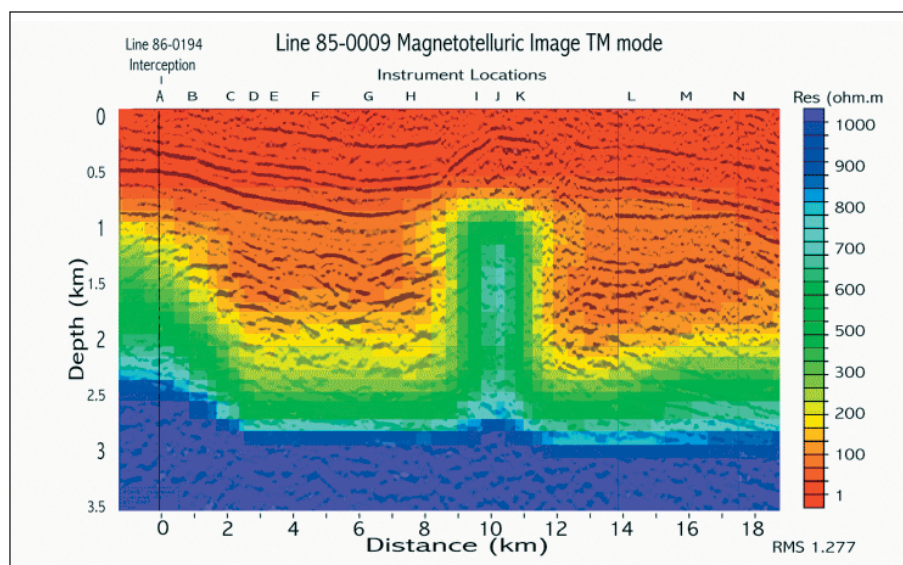 Line 86-0194
Interception
Line 85-0009 Magnetotelluric Image TM mode
Instrument Locations
A B C D E F G H I J K L M N
Res (ohm.m
0
0.5
1
1.5
2
2.5
3
3.5
Depth (km)
1000
900
800
700
600
500
300
200
100
1
0 2 4 6 8 10 12 14 16 18
Distance (km)
RMS 1.277